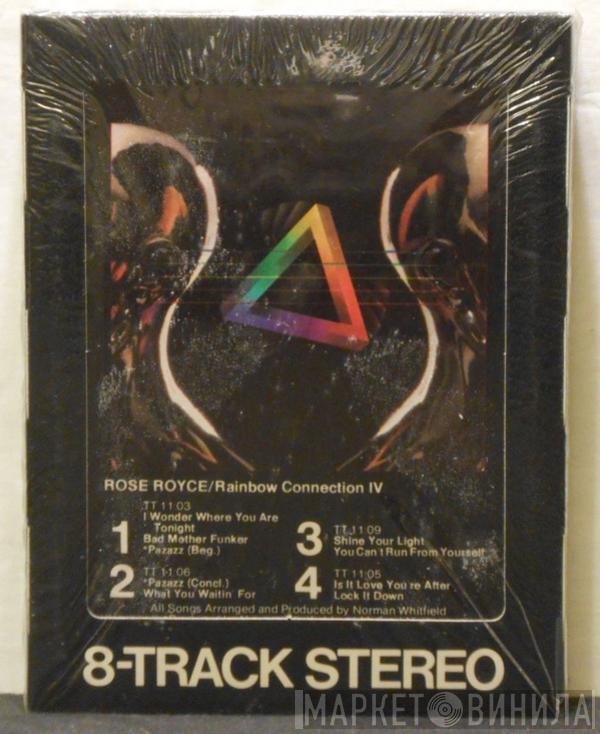 ROSE ROYCE/Rainbow Connection IV
1
TT 11:03
I Wonder Where You Are
Tonight
Bad Mother Funker
*Pazazz (Beg.)
2
TT 11:06
*Pazazz (Concl.)
What You Waitin' For
3
TT 11:09
Shine Your Light
You Can't Run From Yourself
4
TT 11:05
Is It Love You're After
Lock It Down
All Songs Arranged and Produced by Norman Whitfield
8-TRACK STEREO
МАРКЕТ ВИНИЛА